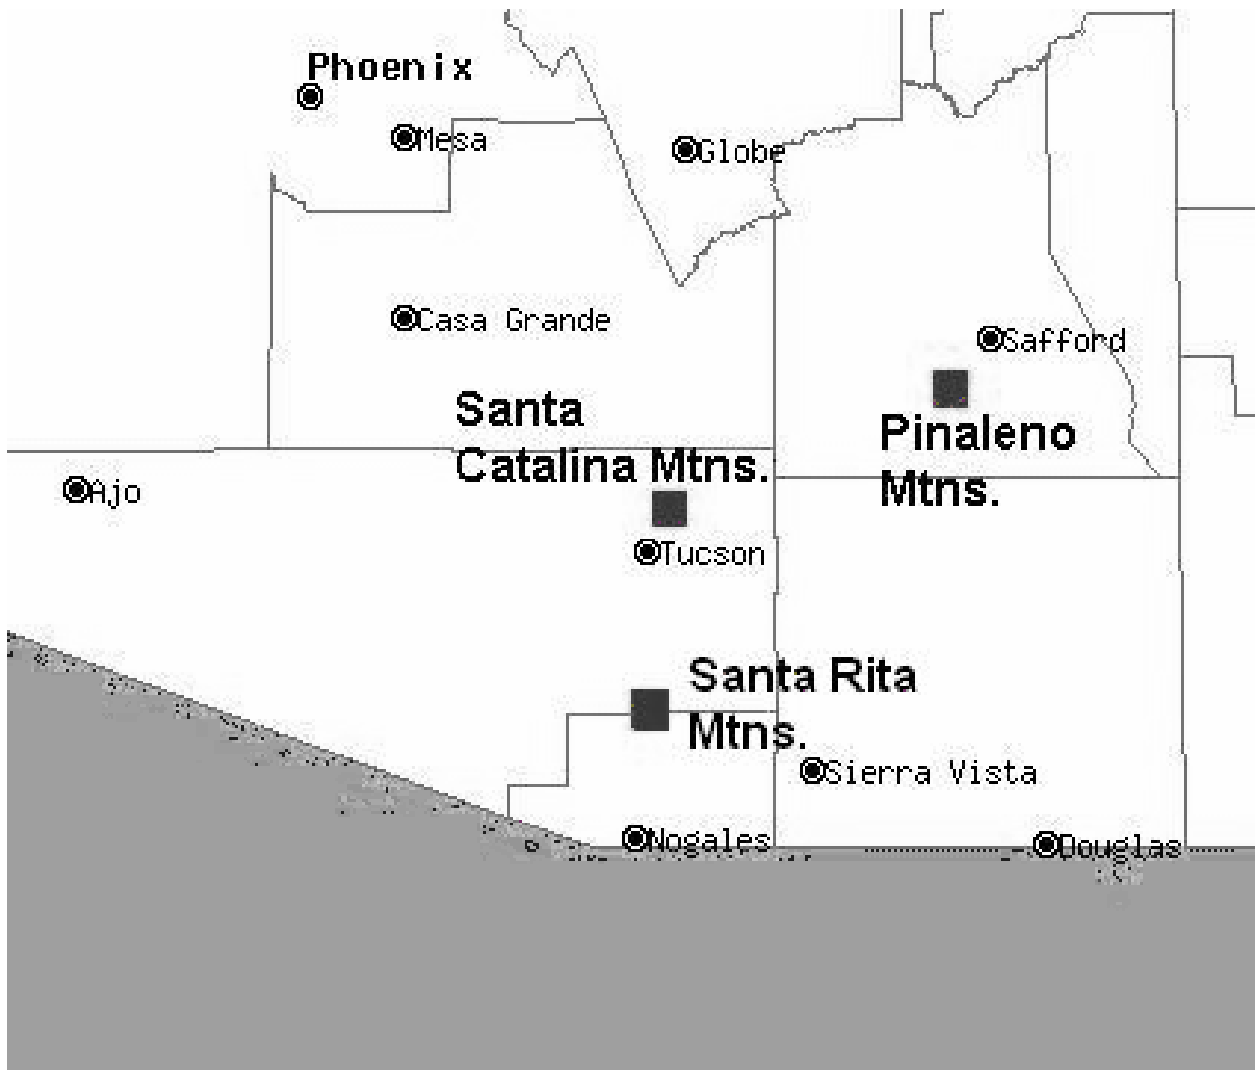 Phoenix
Mesa
Globe
Casa Grande
Safford
Santa
Catalina Mtns.
Pinaleno
Mtns.
Ajo
Tucson
Santa Rita
Mtns.
Sierra Vista
Nogales
Douglas